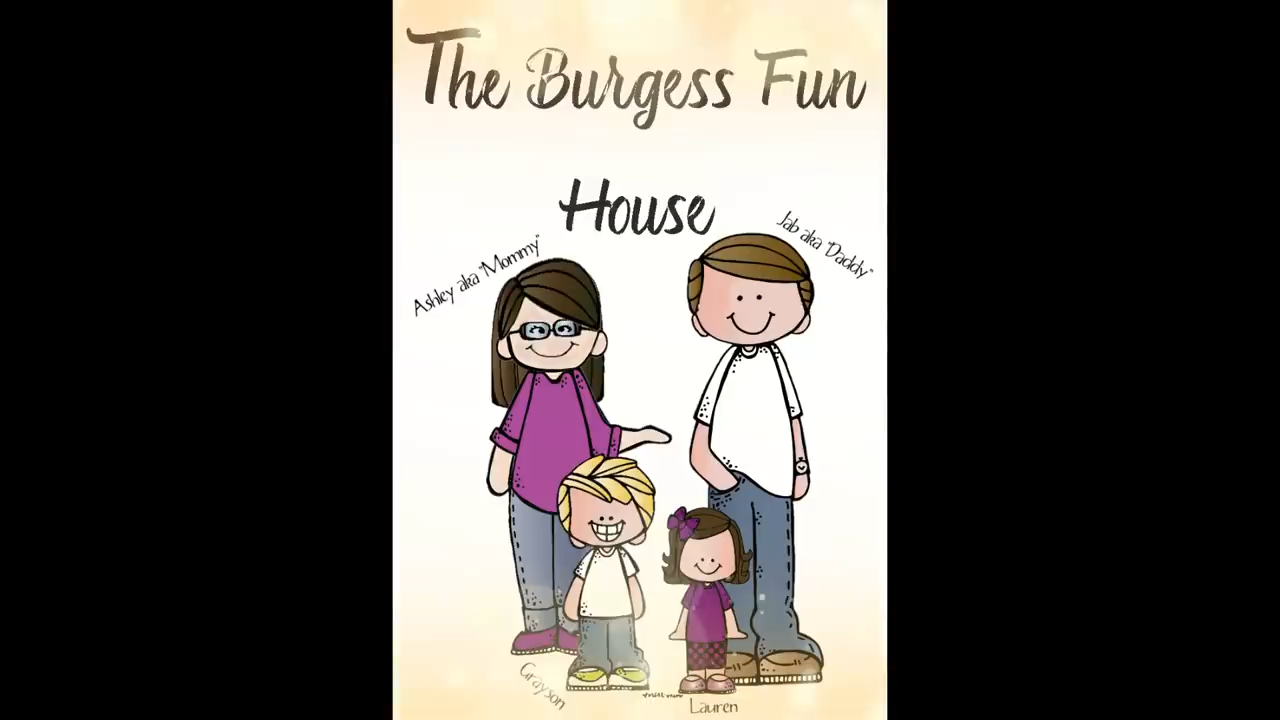 The Burgess Fun
House
Jab aka "Daddy"
Ashley aka "Mommy"
Grayson
Lauren